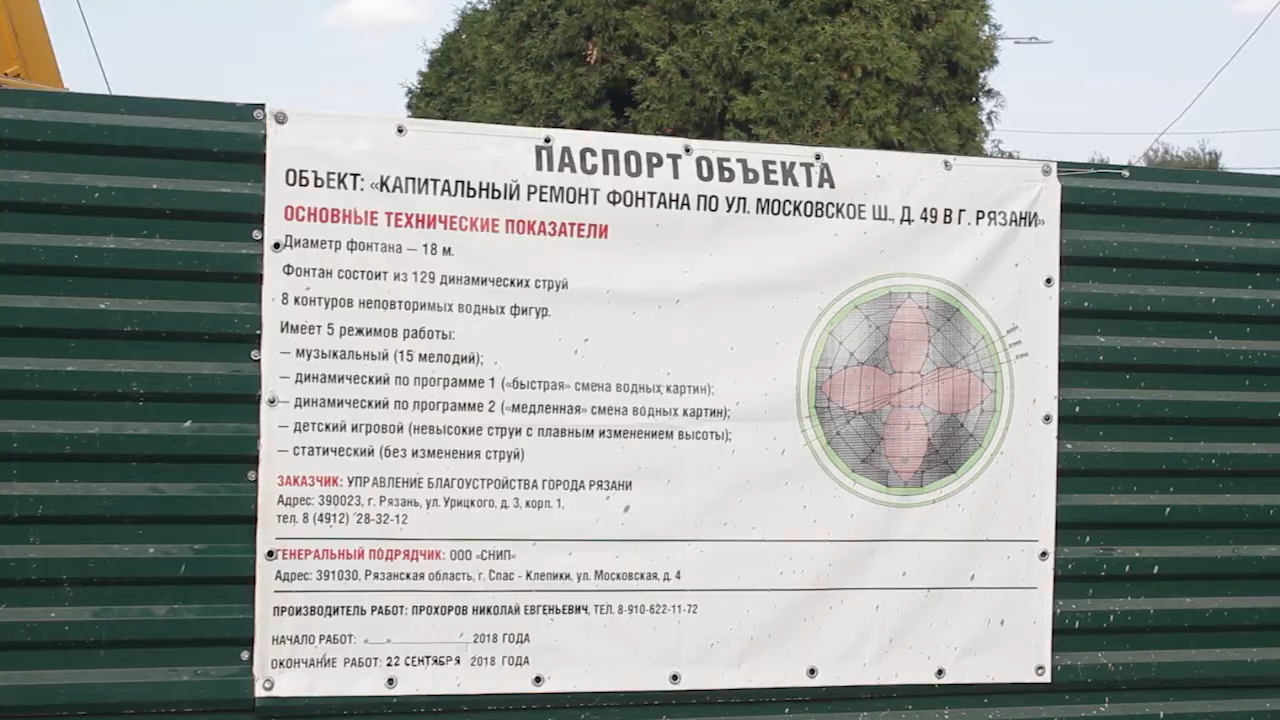 ПАСПОРТ ОБЪЕКТА
ОБЪЕКТ: «КАПИТАЛЬНЫЙ РЕМОНТ ФОНТАНА ПО УЛ. МОСКОВСКОЕ Ш., Д. 49 В Г. РЯЗАНИ»
ОСНОВНЫЕ ТЕХНИЧЕСКИЕ ПОКАЗАТЕЛИ
Диаметр фонтана – 18 м.
Фонтан состоит из 129 динамических струй
8 контуров неповторимых водных фигур.
Имеет 5 режимов работы:
– музыкальный (15 мелодий);
– динамический по программе 1 («быстрая» смена водных картин);
– динамический по программе 2 («медленная» смена водных картин);
– детский игровой (невысокие струи с плавным изменением высоты);
– статический (без изменения струй)
ЗАКАЗЧИК: УПРАВЛЕНИЕ БЛАГОУСТРОЙСТВА ГОРОДА РЯЗАНИ
Адрес: 390023, г. Рязань, ул. Урицкого, д. 3, корп. 1,
тел. 8 (4912) 28-32-12
ГЕНЕРАЛЬНЫЙ ПОДРЯДЧИК: ООО «СНИП»
Адрес: 391030, Рязанская область, г. Спас - Клепики, ул. Московская, д. 4
ПРОИЗВОДИТЕЛЬ РАБОТ: ПРОХОРОВ НИКОЛАЙ ЕВГЕНЬЕВИЧ, ТЕЛ. 8-910-622-11-72
НАЧАЛО РАБОТ: «__»____________ 2018 ГОДА
ОКОНЧАНИЕ РАБОТ: 22 СЕНТЯБРЯ 2018 ГОДА